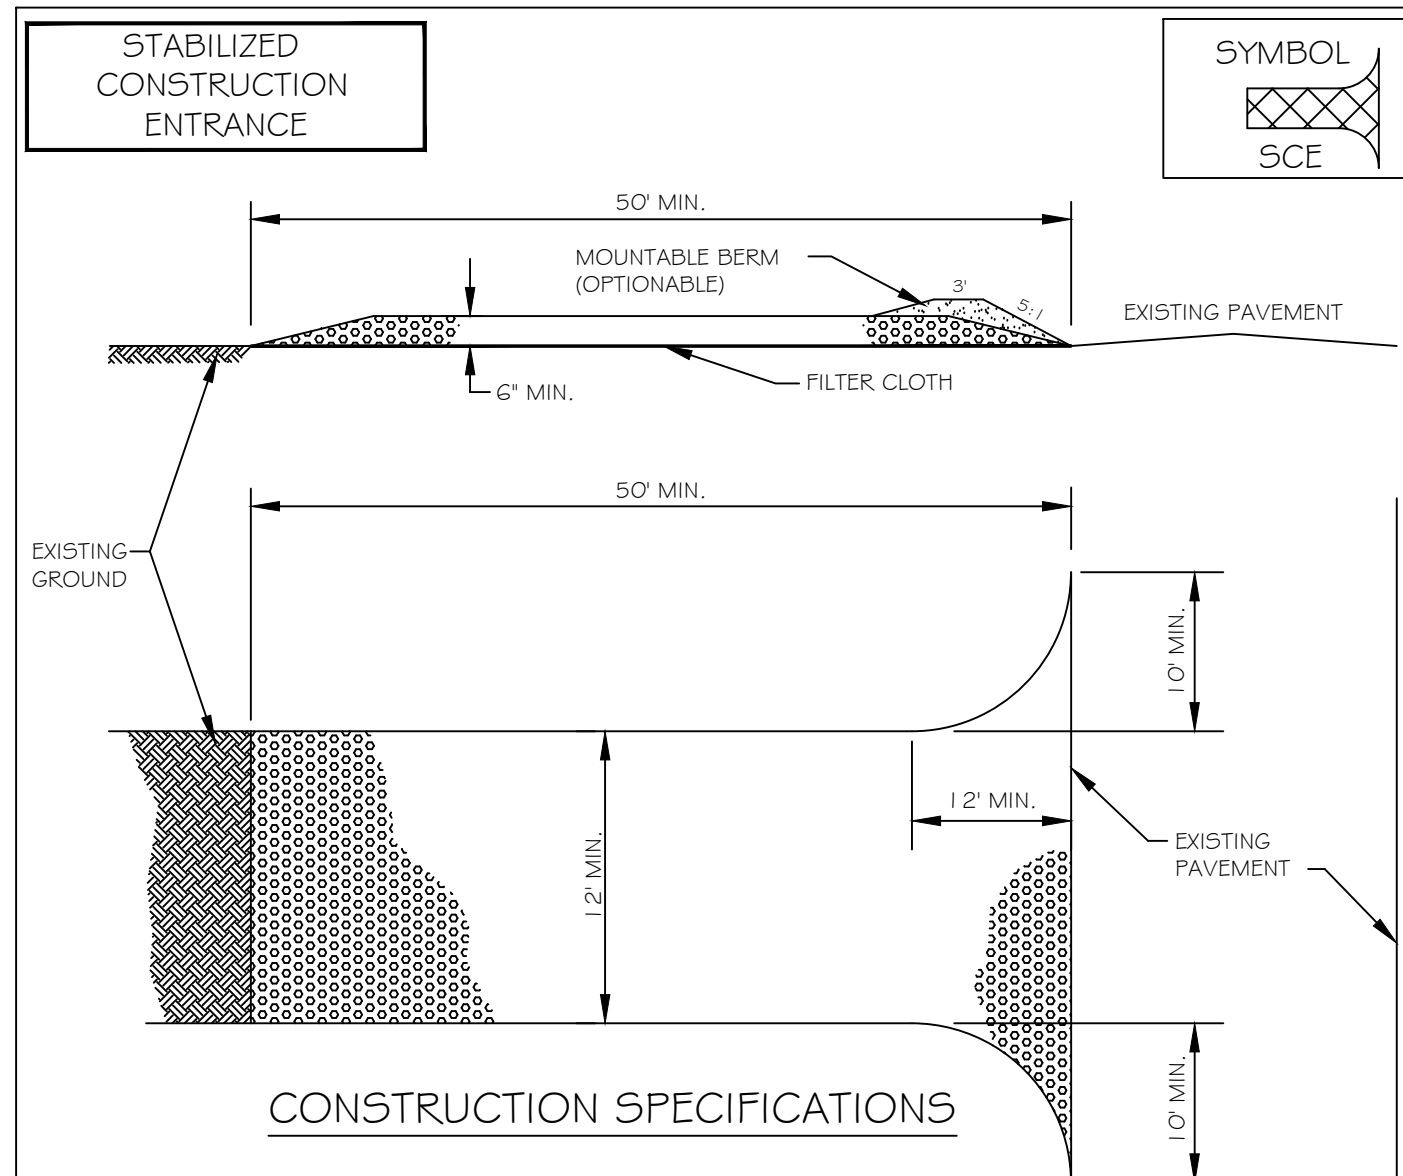 STABILIZED
CONSTRUCTION
ENTRANCE
SYMBOL
SCE
50' MIN.
MOUNTABLE BERM
(OPTIONABLE)
3'
5:1
EXISTING PAVEMENT
FILTER CLOTH
6" MIN.
50' MIN.
EXISTING
GROUND
10' MIN.
12' MIN.
12' MIN.
EXISTING
PAVEMENT
10' MIN.
CONSTRUCTION SPECIFICATIONS